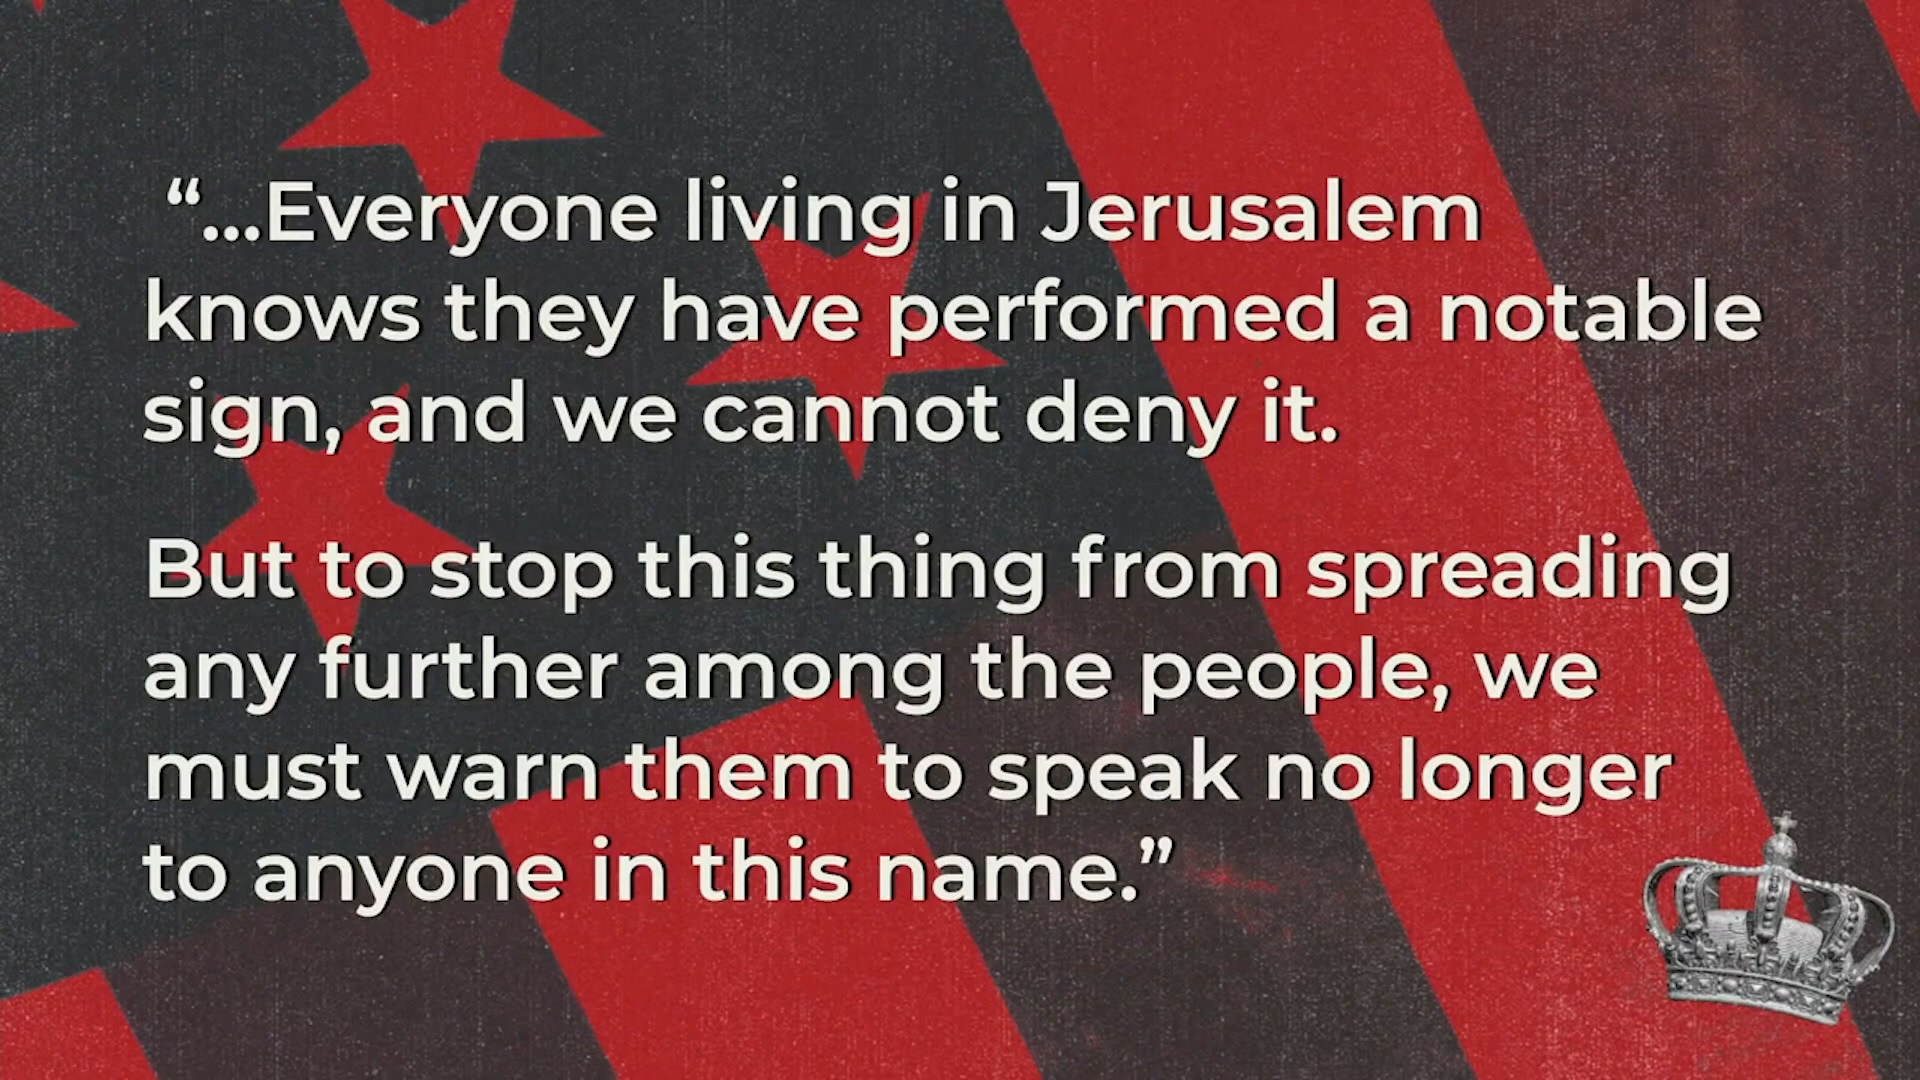 “...Everyone living in Jerusalem
knows they have performed a notable
sign, and we cannot deny it.
But to stop this thing from spreading
any further among the people, we
must warn them to speak no longer
to anyone in this name.”